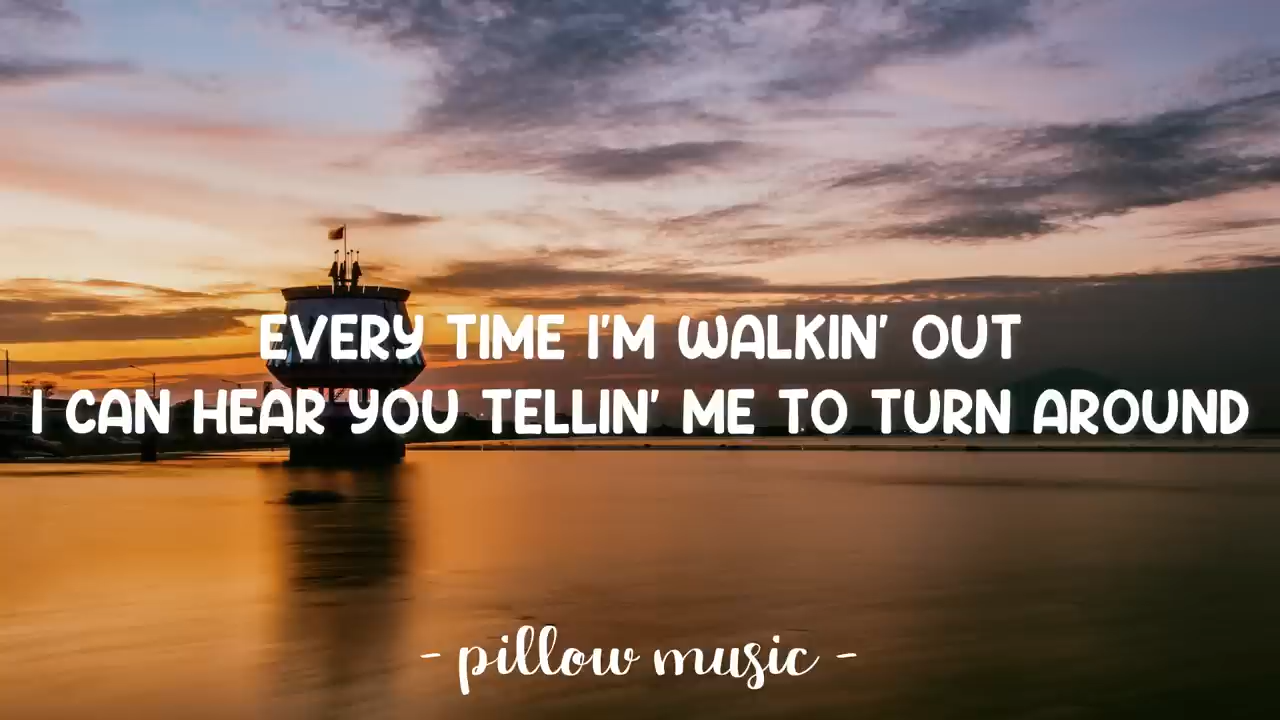 EVERY TIME I'M WALKIN' OUT
I CAN HEAR YOU TELLIN' ME TO TURN AROUND
- pillow music -